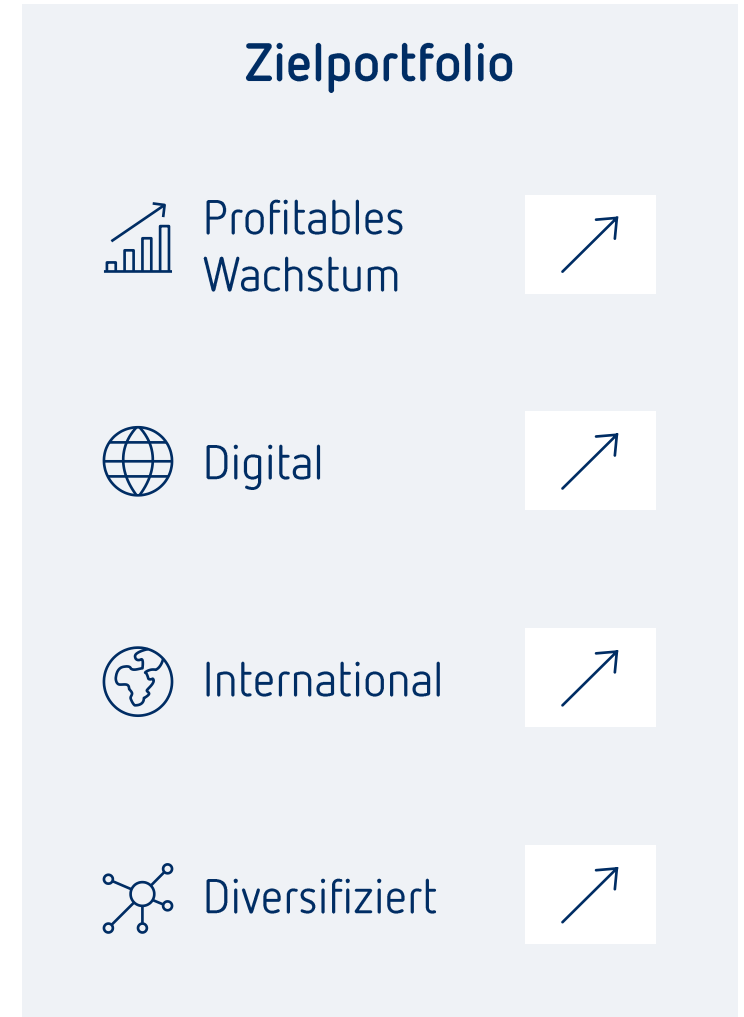 Zielportfolio
Profitables
Wachstum
Digital
International
Diversifiziert